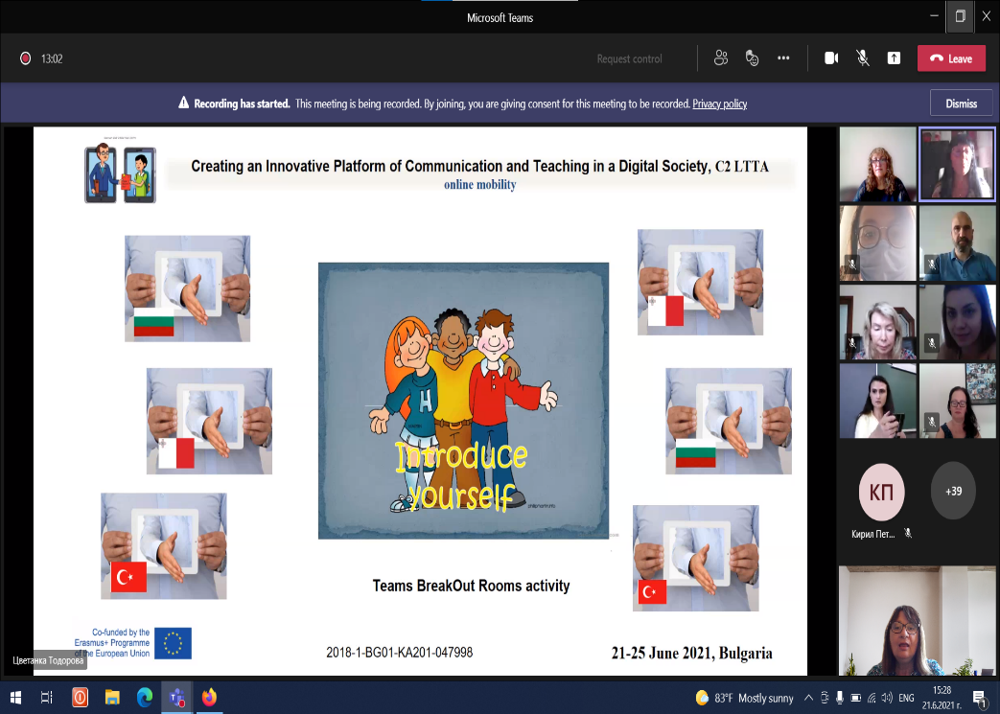 Microsoft Teams
13:02
Request control
Leave
Recording has started. This meeting is being recorded. By joining, you are giving consent for this meeting to be recorded. Privacy policy
Dismiss
Creating an Innovative Platform of Communication and Teaching in a Digital Society, C2 LTTA
online mobility
H
Introduce
yourself
Teams BreakOut Rooms activity
Co-funded by the
Erasmus+ Programme
of the European Union
2018-1-BG01-KA201-047998
21-25 June 2021, Bulgaria
Цветанка Тодорова
КП
Кирил Пет...
+39
83°F Mostly sunny
ENG
15:28
21.6.2021 г.
1